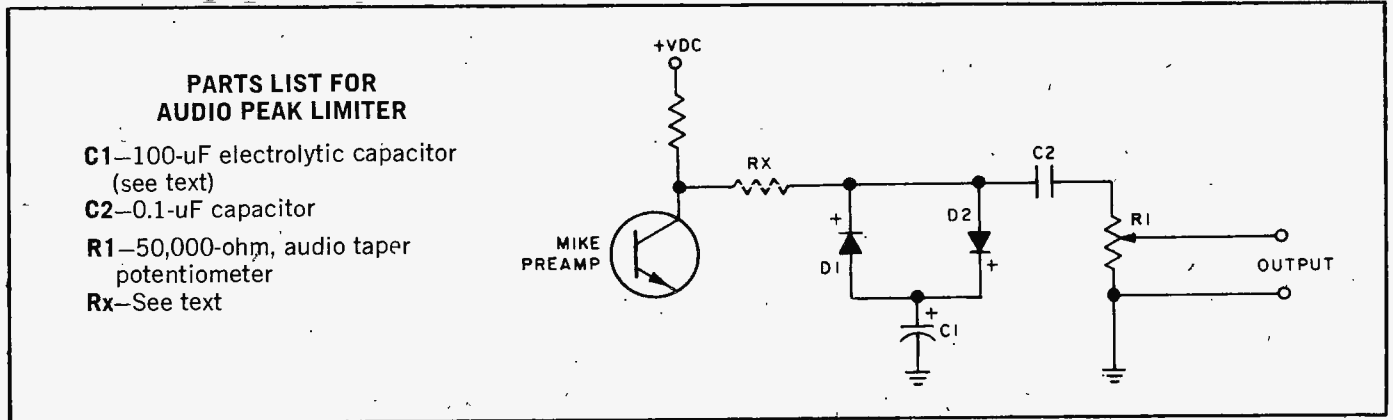 PARTS LIST FOR
AUDIO PEAK LIMITER
C1—100-uF electrolytic capacitor
(see text)
C2—0.1-uF capacitor
R1—50,000-ohm, audio taper
potentiometer
Rx—See text
+VDC
RX
C2
D2
+
R1
MIKE
PREAMP
D1
+
OUTPUT
+
C1